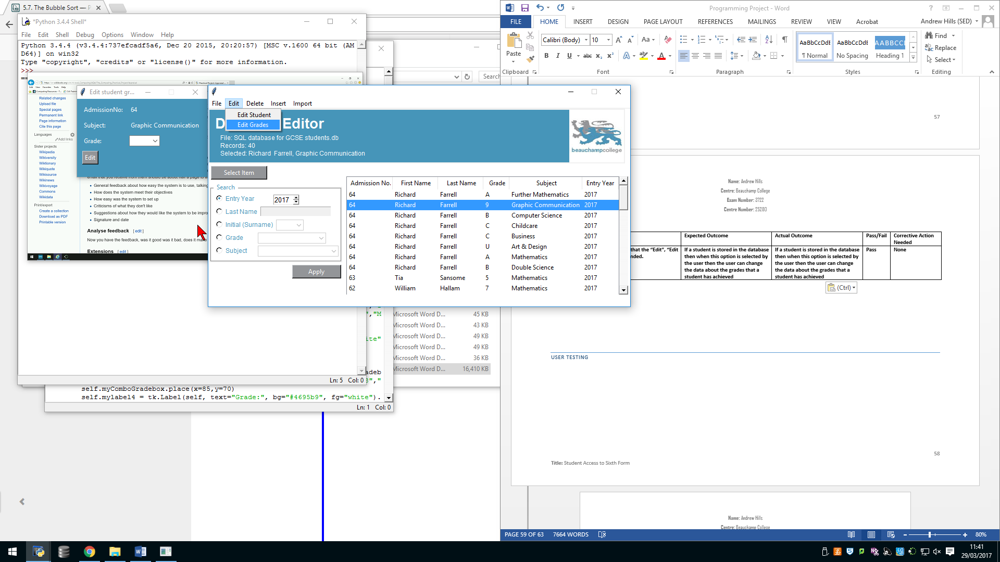 5.7. The Bubble Sort — P
*Python 3.4.4 Shell*
File Edit Shell Debug Options Window Help
Python 3.4.4 (v3.4.4:737efcadf5a6, Dec 20 2015, 20:20:57) [MSC v.1600 64 bit (AM
D64)] on win32
Type "copyright", "credits" or "license()" for more information.
>>>
Related changes
Upload file
Special pages
Permanent link
Page information
Cite this page
Languages
Add links
Sister projects
Wikipedia
Wikiversity
Wiktionary
Wikiquote
Wikisource
Wikinews
Wikivoyage
Commons
Wikidata
Print/export
Create a collection
Download as PDF
Printable version
Edit student gr...
AdmissionNo: 64
Subject: Graphic Communication
Grade:
Edit
email that you receive from them should be about half a page to a
General feedback about how easy the system is to use, talking
How does the system meet their objectives
How easy was the system to set up
Criticisms of what they don't like
Suggestions about how they would like the system to be impro
Signature and date
Analyse feedback [edit]
Now you have the feedback, was it good was it bad, does it make
Extensions [edit]
File Edit Delete Insert Import
Edit Student
Edit Grades
D Editor
File: SQL database for GCSE students.db
Records: 40
Selected: Richard Farrell, Graphic Communication
beauchampcollege
Select Item
Search
Entry Year 2017
Last Name
Initial (Surname)
Grade
Subject
Apply
Admission No. First Name Last Name Grade Subject Entry Year
64 Richard Farrell A Further Mathematics 2017
64 Richard Farrell 9 Graphic Communication 2017
64 Richard Farrell B Computer Science 2017
64 Richard Farrell C Childcare 2017
64 Richard Farrell C Business 2017
64 Richard Farrell U Art & Design 2017
64 Richard Farrell A Mathematics 2017
64 Richard Farrell B Double Science 2017
63 Tia Sansome 5 Mathematics 2017
62 William Hallam 7 Mathematics 2017
","M
ite"
adeb
","
Ln: 5 Col: 0
self.myComboGradebox.place(x=85,y=70)
self.mylabel4 = tk.Label(self, text="Grade:", bg="#4695b9", fg="white").
Ln: 1 Col: 0
Search
Microsoft Word D... 45 KB
Microsoft Word D... 43 KB
Microsoft Word D... 49 KB
Microsoft Word D... 49 KB
Microsoft Word D... 36 KB
Microsoft Word D... 16,410 KB
Programming Project - Word
FILE HOME INSERT DESIGN PAGE LAYOUT REFERENCES MAILINGS REVIEW VIEW Acrobat Andrew Hills (SED)
Paste
Calibri (Body) 10
AaBbCcDdE AaBbCcDdE AABBCC
¶ Normal No Spacing Heading 1
Find
Replace
Select
Clipboard Font Paragraph Styles Editing
57
Name: Andrew Hills
Centre: Beauchamp College
Exam Number: 3722
Centre Number: 25280
Expected Outcome Actual Outcome Pass/Fail Corrective Action Needed
that the “Edit”, “Edit
nded.
If a student is stored in the database
then when this option is selected by
the user then the user can change
the data about the grades that a
student has achieved
If a student is stored in the database
then when this option is selected by
the user then the user can change
the data about the grades that a
student has achieved
Pass
None
(Ctrl)
USER TESTING
58
Title: Student Access to Sixth Form
Name: Andrew Hills
Centre: Beauchamp College
PAGE 59 OF 63 7664 WORDS 80%
11:41
29/03/2017